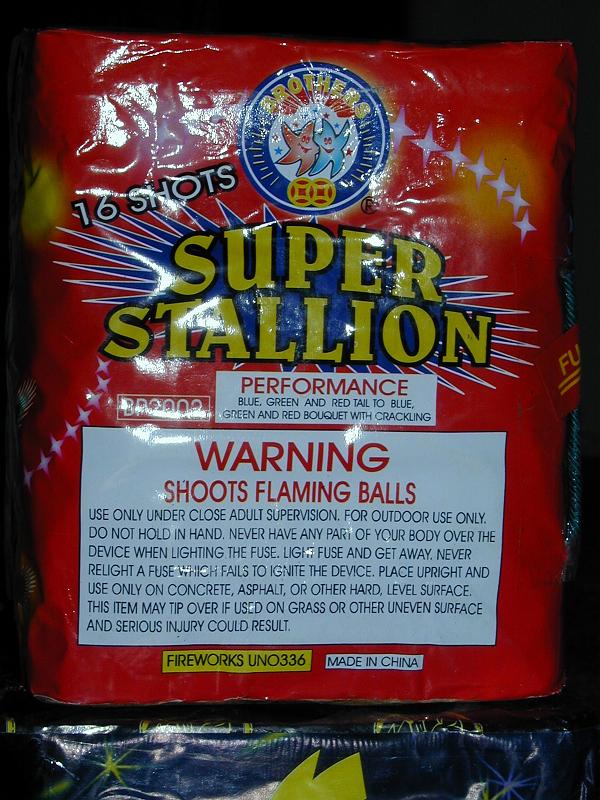 BROTHERS
®
16 SHOTS
SUPER
STALLION
FU
PERFORMANCE
BLUE, GREEN AND RED TAIL TO BLUE,
GREEN AND RED BOUQUET WITH CRACKLING
WARNING
SHOOTS FLAMING BALLS
USE ONLY UNDER CLOSE ADULT SUPERVISION. FOR OUTDOOR USE ONLY.
DO NOT HOLD IN HAND. NEVER HAVE ANY PART OF YOUR BODY OVER THE
DEVICE WHEN LIGHTING THE FUSE. LIGHT FUSE AND GET AWAY. NEVER
RELIGHT A FUSE WHICH FAILS TO IGNITE THE DEVICE. PLACE UPRIGHT AND
USE ONLY ON CONCRETE, ASPHALT, OR OTHER HARD, LEVEL SURFACE.
THIS ITEM MAY TIP OVER IF USED ON GRASS OR OTHER UNEVEN SURFACE
AND SERIOUS INJURY COULD RESULT.
FIREWORKS UNO336
MADE IN CHINA